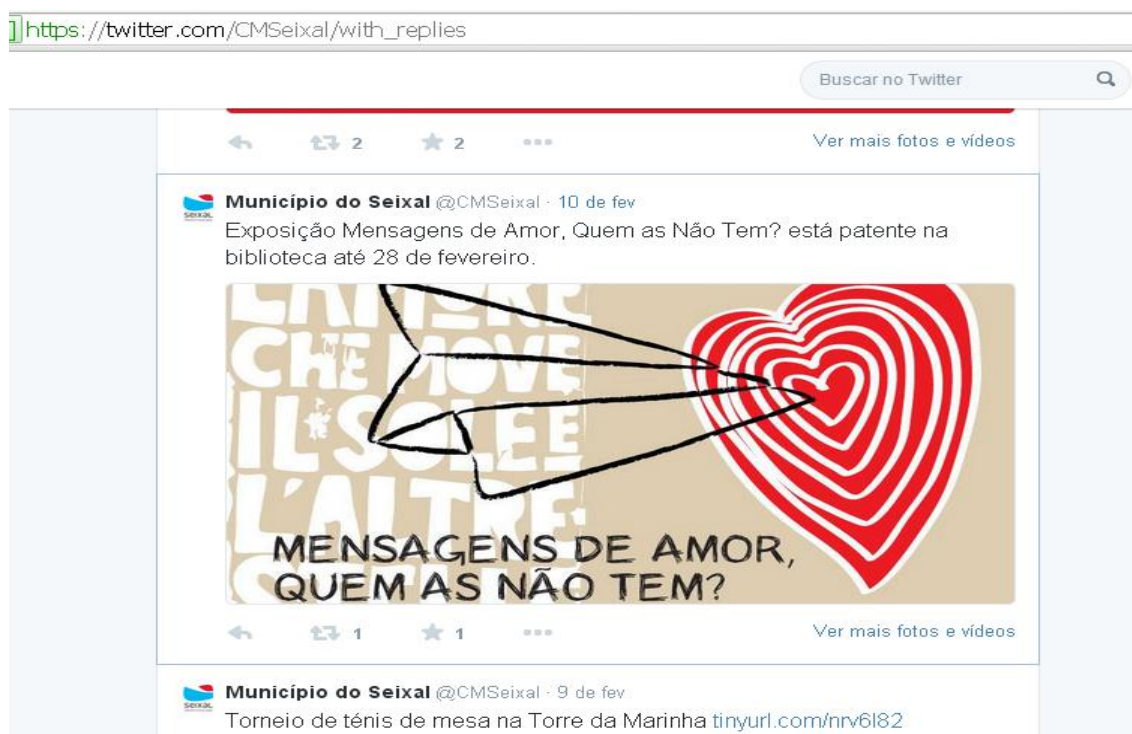 https://twitter.com/CMSeixal/with_replies
Buscar no Twitter
2 2 Ver mais fotos e vídeos
Município do Seixal @CMSeixal · 10 de fev
Exposição Mensagens de Amor, Quem as Não Tem? está patente na
biblioteca até 28 de fevereiro.
L'AMORE
CHE MOVE
IL SOLE E
L'ALTRE
MENSAGENS DE AMOR,
QUEM AS NÃO TEM?
1 1 Ver mais fotos e vídeos
SEIXAL
Município do Seixal @CMSeixal · 9 de fev
Torneio de ténis de mesa na Torre da Marinha tinyurl.com/nrv6l82